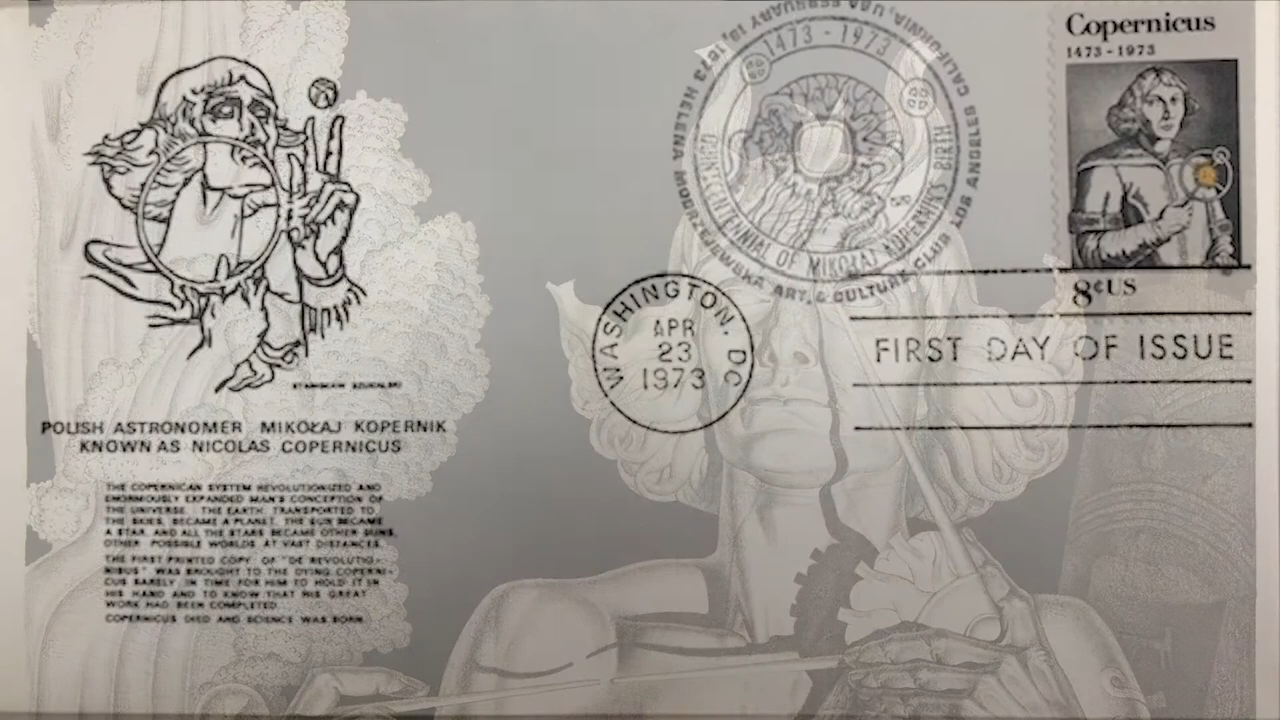 STANISŁAW SZUKALSKI
POLISH ASTRONOMER MIKOŁAJ KOPERNIK
KNOWN AS NICOLAS COPERNICUS
THE COPERNICAN SYSTEM REVOLUTIONIZED AND
ENORMOUSLY EXPANDED MAN'S CONCEPTION OF
THE UNIVERSE. THE EARTH, TRANSPORTED TO
THE SKIES, BECAME A PLANET, THE SUN BECAME
A STAR, AND ALL THE STARS BECAME OTHER SUNS,
OTHER POSSIBLE WORLDS AT VAST DISTANCES.
THE FIRST PRINTED COPY OF "DE REVOLUTIO-
NIBUS" WAS BROUGHT TO THE DYING COPERNI-
CUS BARELY IN TIME FOR HIM TO HOLD IT IN
HIS HAND AND TO KNOW THAT HIS GREAT
WORK HAD BEEN COMPLETED.
COPERNICUS DIED AND SCIENCE WAS BORN.
1473 - 1973
QUINTACENTENNIAL OF MIKOŁAJ KOPERNIK'S BIRTH
HELENA MODRZEJEWSKA ART & CULTURE CLUB LOS ANGELES CALIFORNIA, USA FEBRUARY 1973
WASHINGTON, DC
APR
23
1973
Copernicus
1473 - 1973
8¢ US
FIRST DAY OF ISSUE